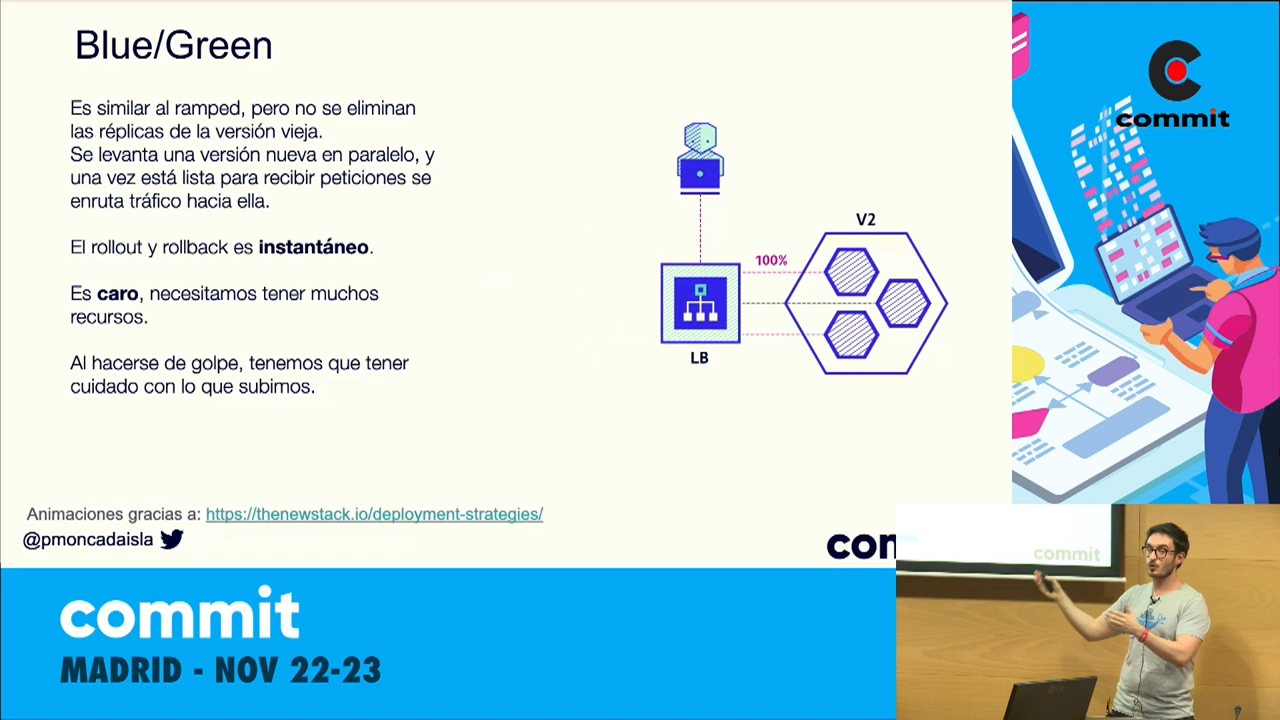 Blue/Green
Es similar al ramped, pero no se eliminan
las réplicas de la versión vieja.
Se levanta una versión nueva en paralelo, y
una vez está lista para recibir peticiones se
enruta tráfico hacia ella.
El rollout y rollback es instantáneo.
Es caro, necesitamos tener muchos
recursos.
Al hacerse de golpe, tenemos que tener
cuidado con lo que subimos.
V2
100%
LB
Animaciones gracias a: https://thenewstack.io/deployment-strategies/
@pmoncadaisla
con
commit
commit
commit
MADRID - NOV 22-23